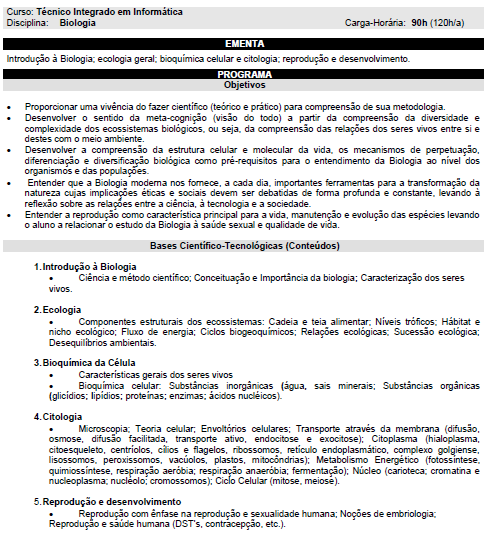 Curso: Técnico Integrado em Informática
Disciplina: Biologia Carga-Horária: 90h (120h/a)
EMENTA
Introdução à Biologia; ecologia geral; bioquímica celular e citologia; reprodução e desenvolvimento.
PROGRAMA
Objetivos
• Proporcionar uma vivência do fazer científico (teórico e prático) para compreensão de sua metodologia.
• Desenvolver o sentido da meta-cognição (visão do todo) a partir da compreensão da diversidade e
complexidade dos ecossistemas biológicos, ou seja, da compreensão das relações dos seres vivos entre si e
destes com o meio ambiente.
• Desenvolver a compreensão da estrutura celular e molecular da vida, os mecanismos de perpetuação,
diferenciação e diversificação biológica como pré-requisitos para o entendimento da Biologia ao nível dos
organismos e das populações.
• Entender que a Biologia moderna nos fornece, a cada dia, importantes ferramentas para a transformação da
natureza cujas implicações éticas e sociais devem ser debatidas de forma profunda e constante, levando à
reflexão sobre as relações entre a ciência, à tecnologia e a sociedade.
• Entender a reprodução como característica principal para a vida, manutenção e evolução das espécies levando
o aluno a relacionar o estudo da Biologia à saúde sexual e qualidade de vida.
Bases Científico-Tecnológicas (Conteúdos)
1. Introdução à Biologia
• Ciência e método científico; Conceituação e Importância da biologia; Caracterização dos seres
vivos.
2. Ecologia
• Componentes estruturais dos ecossistemas: Cadeia e teia alimentar; Níveis tróficos; Hábitat e
nicho ecológico; Fluxo de energia; Ciclos biogeoquímicos; Relações ecológicas; Sucessão ecológica;
Desequilíbrios ambientais.
3. Bioquímica da Célula
• Características gerais dos seres vivos
• Bioquímica celular: Substâncias inorgânicas (água, sais minerais; Substâncias orgânicas
(glicídios; lipídios; proteínas; enzimas; ácidos nucléicos).
4. Citologia
• Microscopia; Teoria celular; Envoltórios celulares; Transporte através da membrana (difusão,
osmose, difusão facilitada, transporte ativo, endocitose e exocitose); Citoplasma (hialoplasma,
citoesqueleto, centríolos, cílios e flagelos, ribossomos, retículo endoplasmático, complexo golgiense,
lisossomos, peroxissomos, vacúolos, plastos, mitocôndrias); Metabolismo Energético (fotossíntese,
quimiossíntese, respiração aeróbia; respiração anaeróbia; fermentação); Núcleo (carioteca; cromatina e
nucleoplasma; nucléolo; cromossomos); Ciclo Celular (mitose, meiose).
5. Reprodução e desenvolvimento
• Reprodução com ênfase na reprodução e sexualidade humana; Noções de embriologia;
Reprodução e saúde humana (DST's, contracepção, etc.).